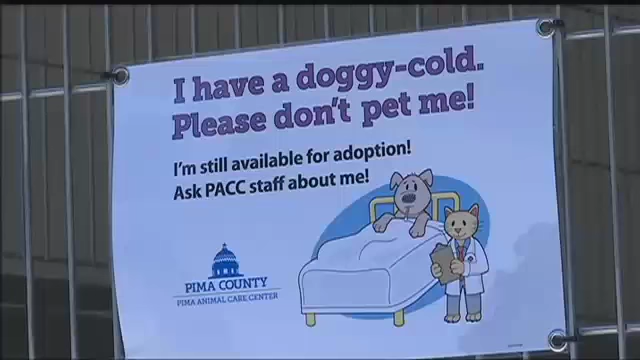 I have a doggy-cold.
Please don't pet me!
I'm still available for adoption!
Ask PACC staff about me!
PIMA COUNTY
PIMA ANIMAL CARE CENTER